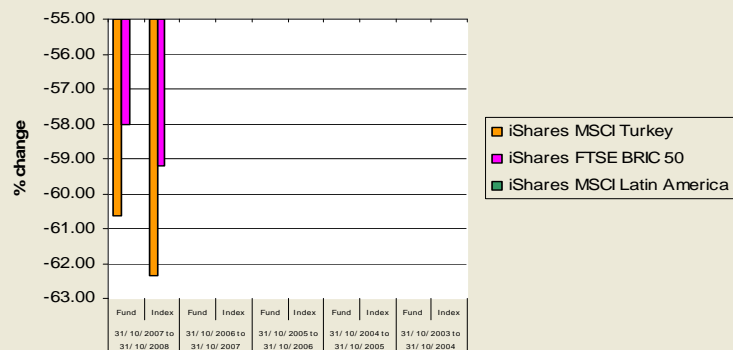 -55.00
-56.00
-57.00
-58.00
-59.00
-60.00
-61.00
-62.00
-63.00
% change
Fund Index Fund Index Fund Index Fund Index Fund Index
31/10/2007 to 31/10/2006 to 31/10/2005 to 31/10/2004 to 31/10/2003 to
31/10/2008 31/10/2007 31/10/2006 31/10/2005 31/10/2004
iShares MSCI Turkey
iShares FTSE BRIC 50
iShares MSCI Latin America